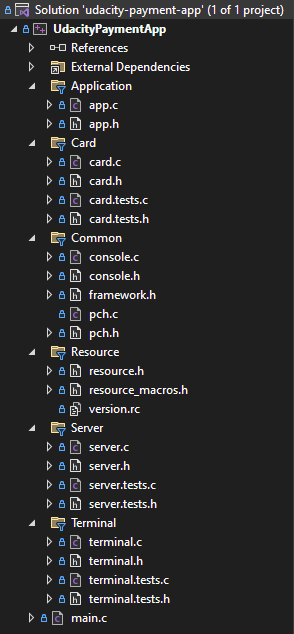 Solution 'udacity-payment-app' (1 of 1 project)
UdacityPaymentApp
References
External Dependencies
Application
app.c
app.h
Card
card.c
card.h
card.tests.c
card.tests.h
Common
console.c
console.h
framework.h
pch.c
pch.h
Resource
resource.h
resource_macros.h
version.rc
Server
server.c
server.h
server.tests.c
server.tests.h
Terminal
terminal.c
terminal.h
terminal.tests.c
terminal.tests.h
main.c